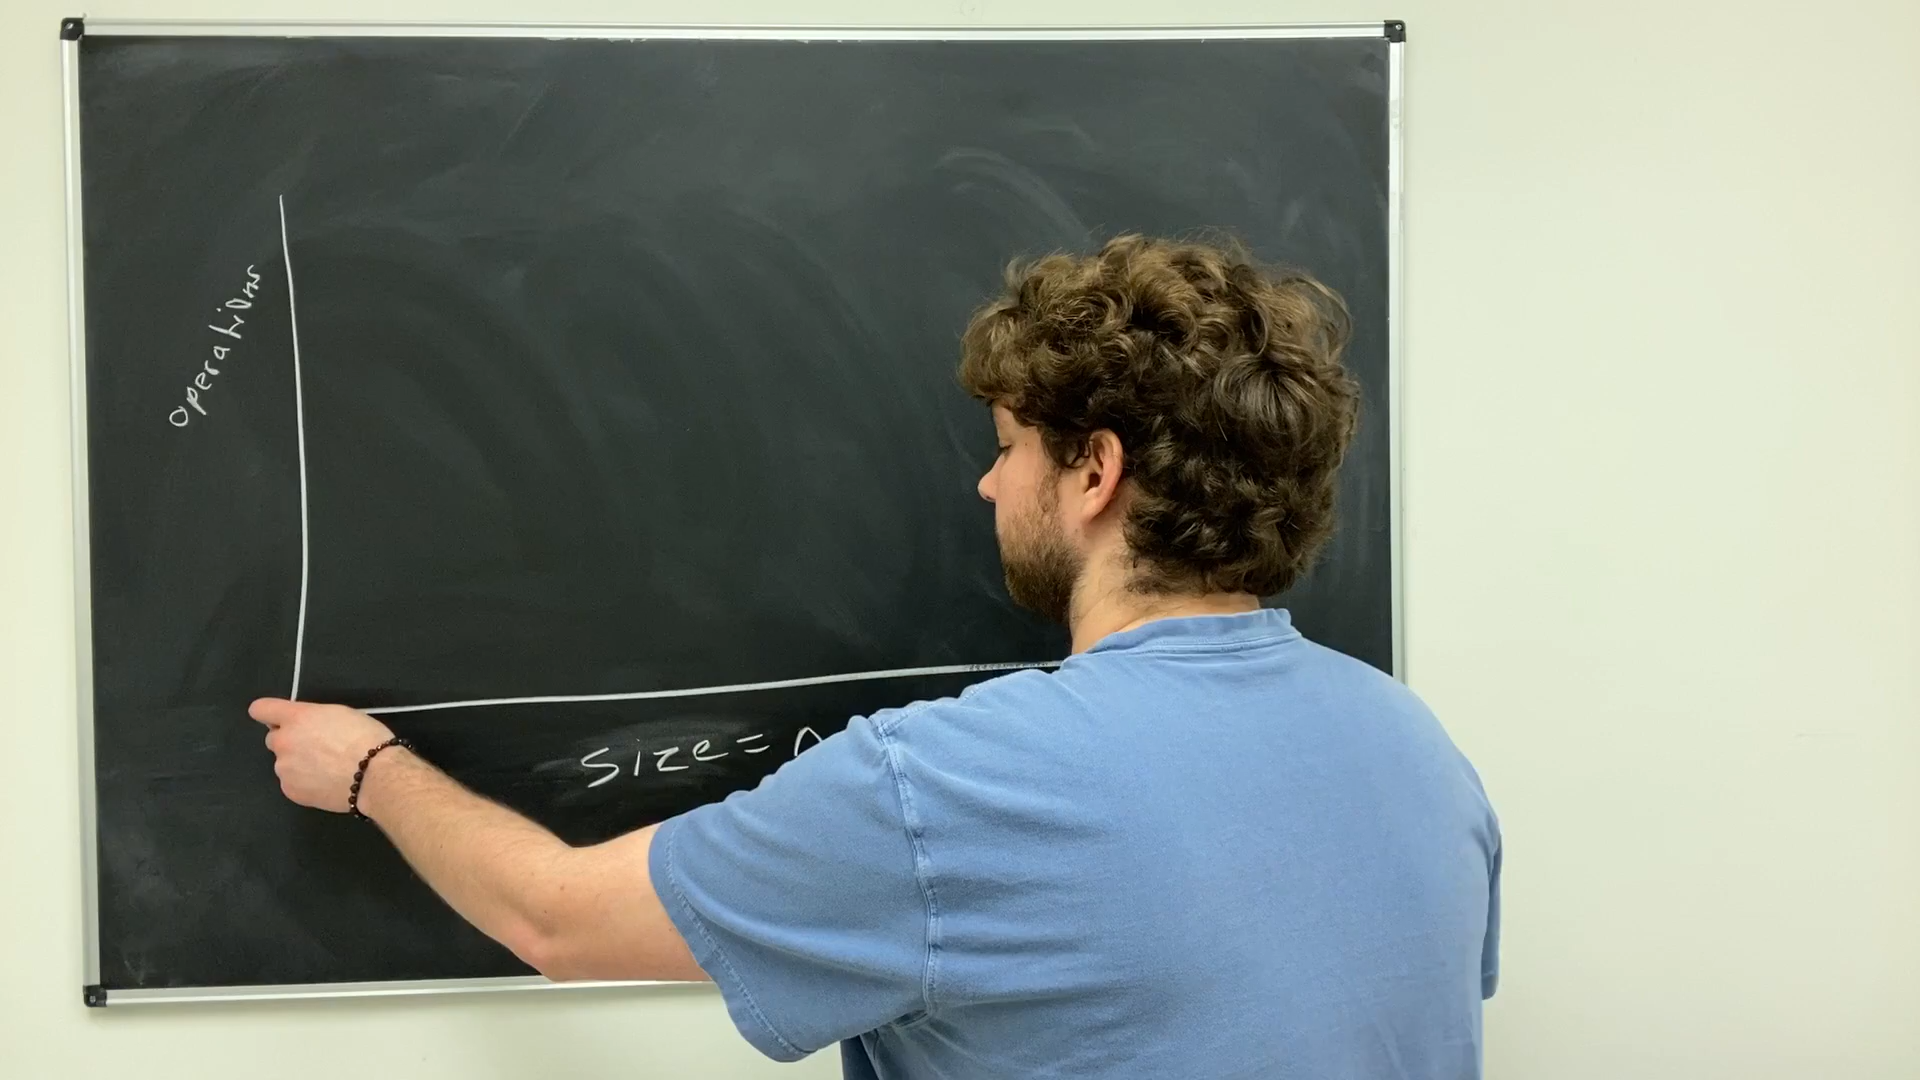 operations
size = n